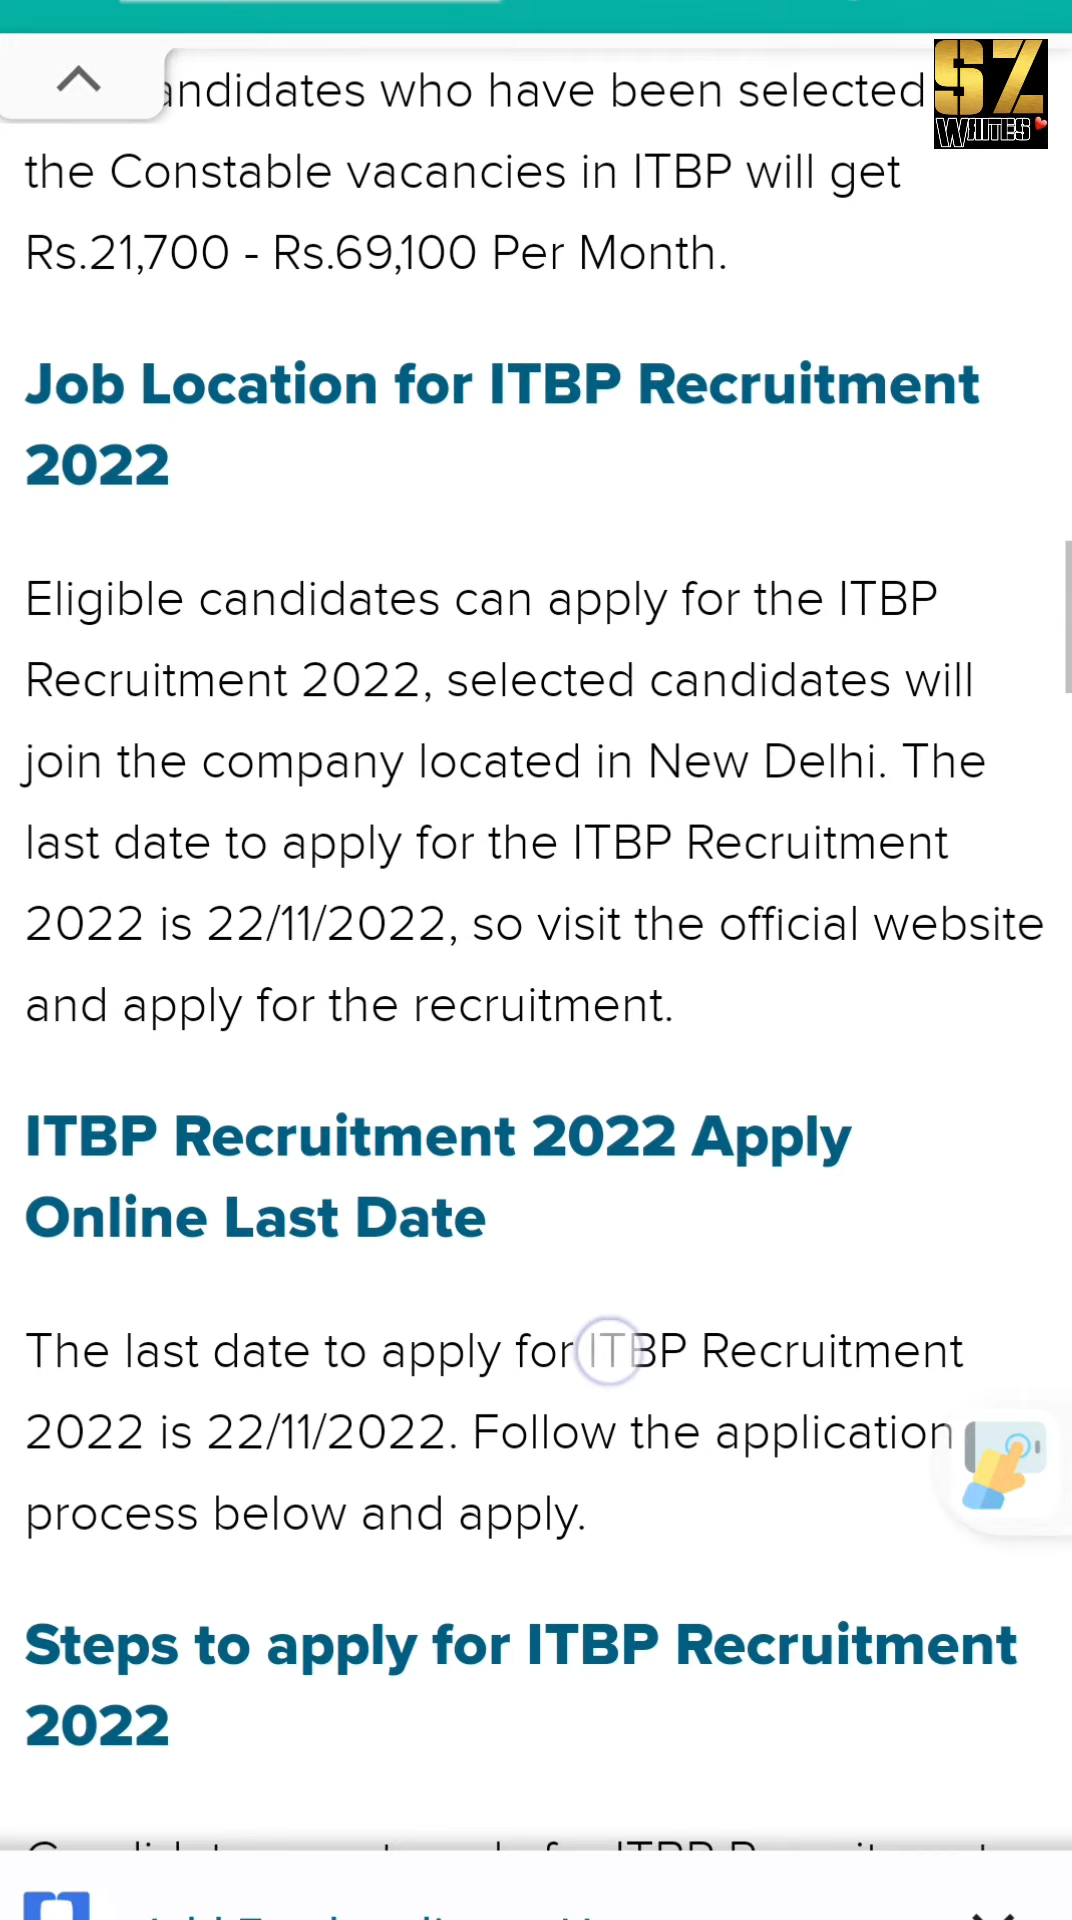 andidates who have been selected
SZ
WRITES
the Constable vacancies in ITBP will get
Rs.21,700 - Rs.69,100 Per Month.
Job Location for ITBP Recruitment
2022
Eligible candidates can apply for the ITBP
Recruitment 2022, selected candidates will
join the company located in New Delhi. The
last date to apply for the ITBP Recruitment
2022 is 22/11/2022, so visit the official website
and apply for the recruitment.
ITBP Recruitment 2022 Apply
Online Last Date
The last date to apply for ITBP Recruitment
2022 is 22/11/2022. Follow the application
process below and apply.
Steps to apply for ITBP Recruitment
2022